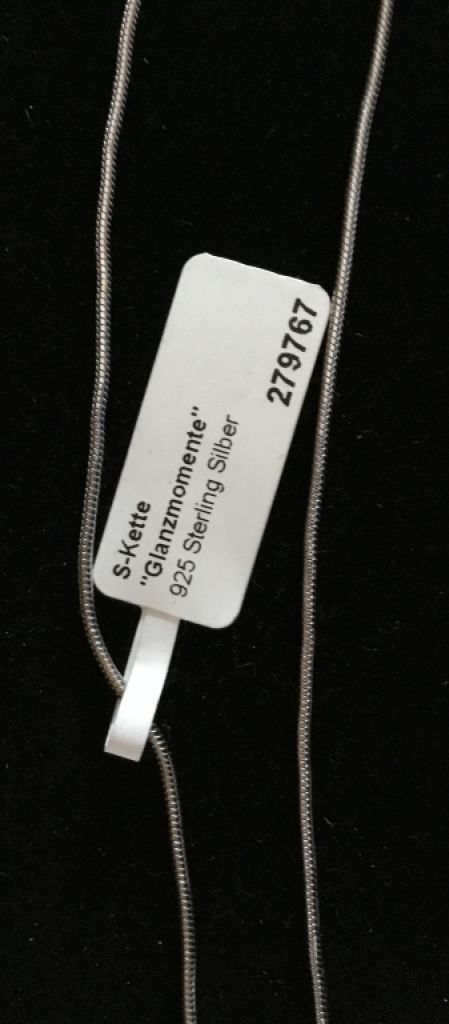 S-Kette
"Glanzmomente"
925 Sterling Silber
279767